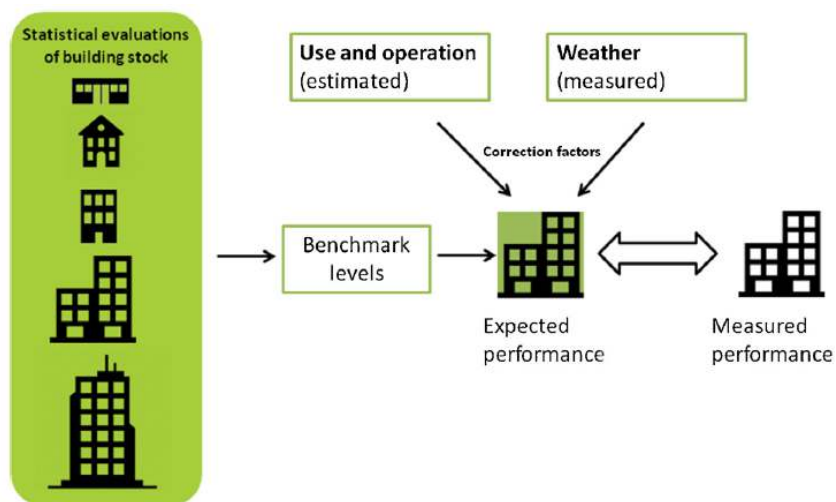 Statistical evaluations
of building stock
Use and operation
(estimated)
Weather
(measured)
Correction factors
Benchmark
levels
Expected
performance
Measured
performance